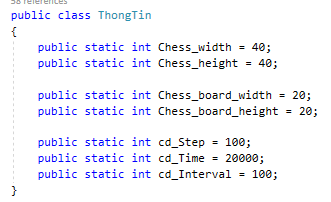 58 references
public class ThongTin
{
public static int Chess_width = 40;
public static int Chess_height = 40;
public static int Chess_board_width = 20;
public static int Chess_board_height = 20;
public static int cd_Step = 100;
public static int cd_Time = 20000;
public static int cd_Interval = 100;
}